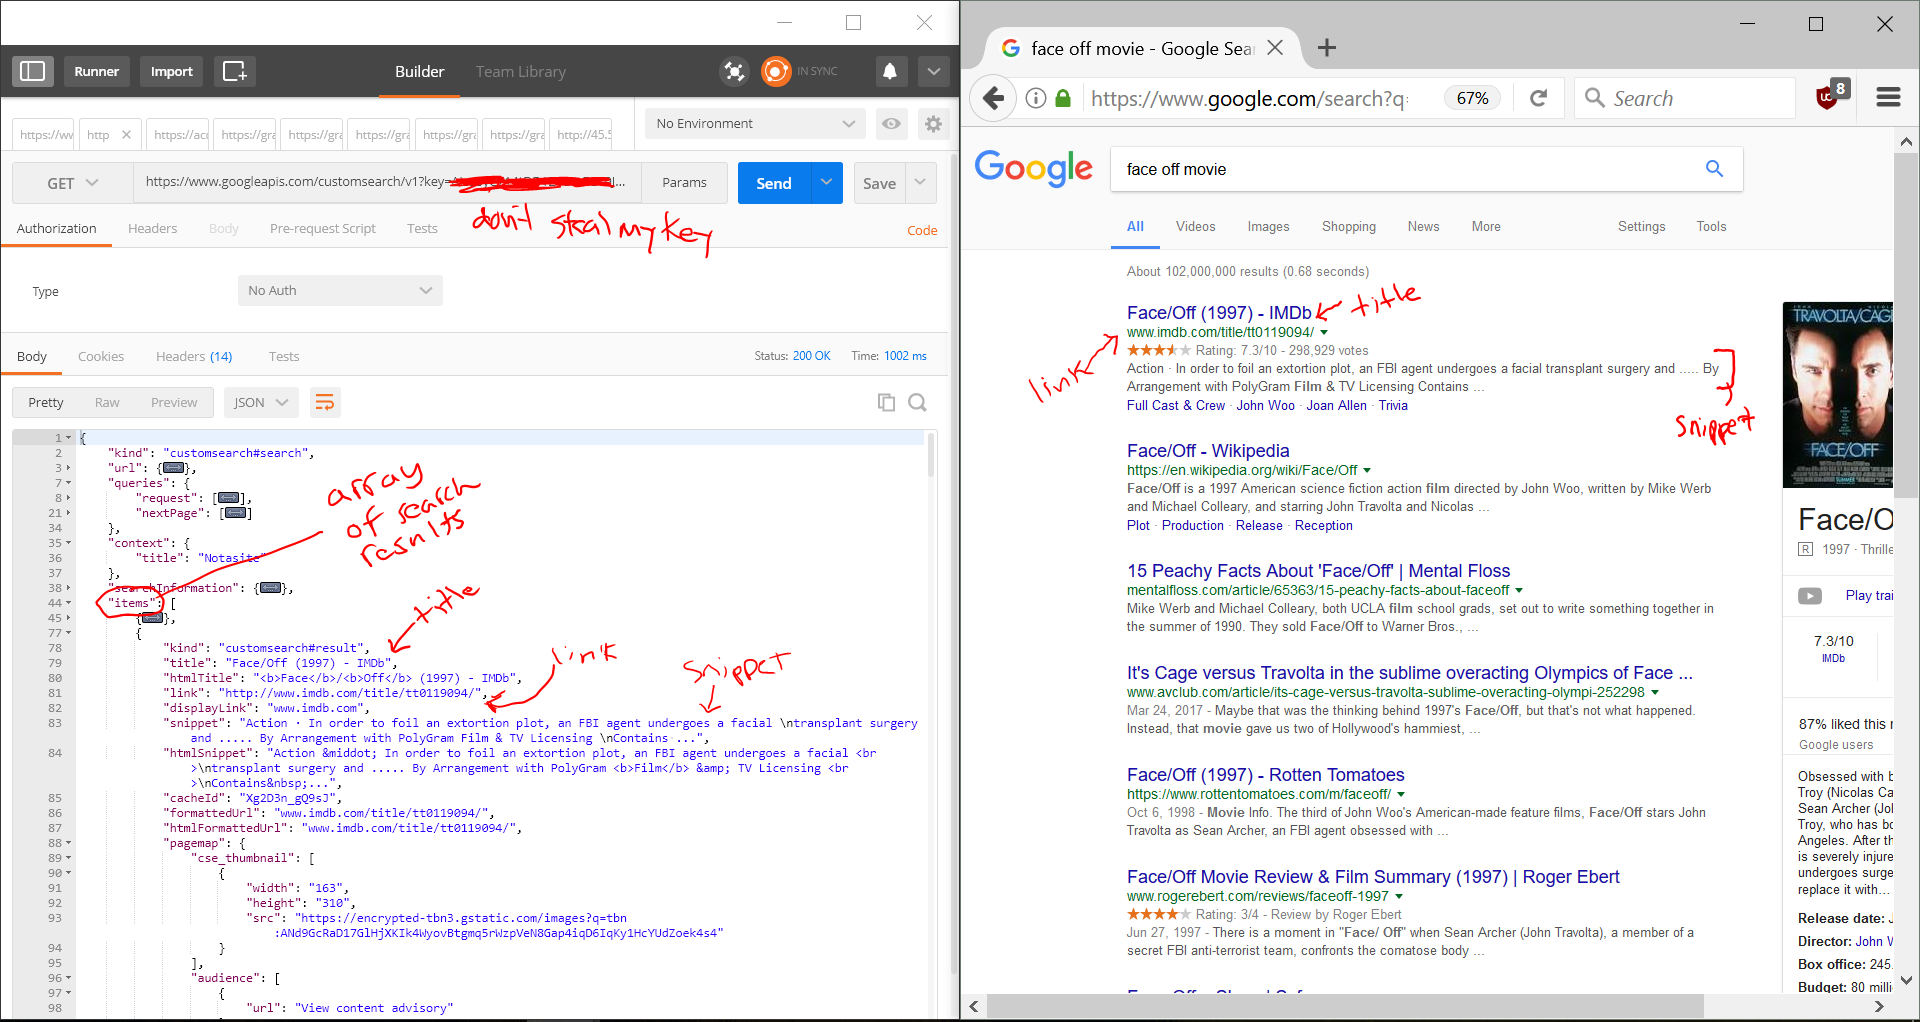 Runner
Import
Builder
Team Library
IN SYNC
https://ww
http
https://acc
https://gra
https://gra
https://gra
https://gra
https://gra
http://45.5
No Environment
GET
https://www.googleapis.com/customsearch/v1?key=
Params
Send
Save
don't steal my key
Authorization
Headers
Body
Pre-request Script
Tests
Code
Type
No Auth
Body
Cookies
Headers (14)
Tests
Status: 200 OK
Time: 1002 ms
Pretty
Raw
Preview
JSON
array
of search
results
1 {
2 "kind": "customsearch#search",
3 "url": {},
7 "queries": {
8 "request": [],
21 "nextPage": []
34 },
35 "context": {
36 "title": "Notasite"
37 },
38 "searchInformation": {},
44 "items": [
45 {},
77 {
title
link
snippet
78 "kind": "customsearch#result",
79 "title": "Face/Off (1997) - IMDb",
80 "htmlTitle": "<b>Face</b>/<b>Off</b> (1997) - IMDb",
81 "link": "http://www.imdb.com/title/tt0119094/",
82 "displayLink": "www.imdb.com",
83 "snippet": "Action · In order to foil an extortion plot, an FBI agent undergoes a facial \ntransplant surgery
and ..... By Arrangement with PolyGram Film & TV Licensing \nContains ...",
84 "htmlSnippet": "Action &middot; In order to foil an extortion plot, an FBI agent undergoes a facial <br
>\ntransplant surgery and ..... By Arrangement with PolyGram <b>Film</b> &amp; TV Licensing <br
>\nContains&nbsp;...",
85 "cacheId": "Xg2D3n_gQ9sJ",
86 "formattedUrl": "www.imdb.com/title/tt0119094/",
87 "htmlFormattedUrl": "www.imdb.com/title/tt0119094/",
88 "pagemap": {
89 "cse_thumbnail": [
90 {
91 "width": "163",
92 "height": "310",
93 "src": "https://encrypted-tbn3.gstatic.com/images?q=tbn
:ANd9GcRaD17GlHjXKIk4WyovBtgmq5rWzpVeN8Gap4iqD6IqKy1HcYUdZoek4s4"
94 }
95 ],
96 "audience": [
97 {
98 "url": "View content advisory"
face off movie - Google Sea
https://www.google.com/search?q:
67%
Search
8
Google
face off movie
All
Videos
Images
Shopping
News
More
Settings
Tools
About 102,000,000 results (0.68 seconds)
title
link
snippet
Face/Off (1997) - IMDb
www.imdb.com/title/tt0119094/
Rating: 7.3/10 - 298,929 votes
Action · In order to foil an extortion plot, an FBI agent undergoes a facial transplant surgery and ..... By
Arrangement with PolyGram Film & TV Licensing Contains ...
Full Cast & Crew · John Woo · Joan Allen · Trivia
Face/Off - Wikipedia
https://en.wikipedia.org/wiki/Face/Off
Face/Off is a 1997 American science fiction action film directed by John Woo, written by Mike Werb
and Michael Colleary, and starring John Travolta and Nicolas ...
Plot · Production · Release · Reception
15 Peachy Facts About 'Face/Off' | Mental Floss
mentalfloss.com/article/65363/15-peachy-facts-about-faceoff
Mike Werb and Michael Colleary, both UCLA film school grads, set out to write something together in
the summer of 1990. They sold Face/Off to Warner Bros., ...
It's Cage versus Travolta in the sublime overacting Olympics of Face ...
www.avclub.com/article/its-cage-versus-travolta-sublime-overacting-olympi-252298
Mar 24, 2017 - Maybe that was the thinking behind 1997's Face/Off, but that's not what happened.
Instead, that movie gave us two of Hollywood's hammiest, ...
Face/Off (1997) - Rotten Tomatoes
https://www.rottentomatoes.com/m/faceoff/
Oct 6, 1998 - Movie Info. The third of John Woo's American-made feature films, Face/Off stars John
Travolta as Sean Archer, an FBI agent obsessed with ...
Face/Off Movie Review & Film Summary (1997) | Roger Ebert
www.rogerebert.com/reviews/faceoff-1997
Rating: 3/4 - Review by Roger Ebert
Jun 27, 1997 - There is a moment in "Face/ Off" when Sean Archer (John Travolta), a member of a
secret FBI anti-terrorist team, confronts the comatose body ...
TRAVOLTA/CAG
FACE/OFF
Face/O
R 1997 · Thrille
Play trai
7.3/10
IMDb
87% liked this
Google users
Obsessed with b
Troy (Nicolas Ca
Sean Archer (Jol
Troy, who has bo
Angeles. After th
is severely injure
undergoes surge
replace it with...
Release date: J
Director: John W
Box office: 245.
Budget: 80 milli